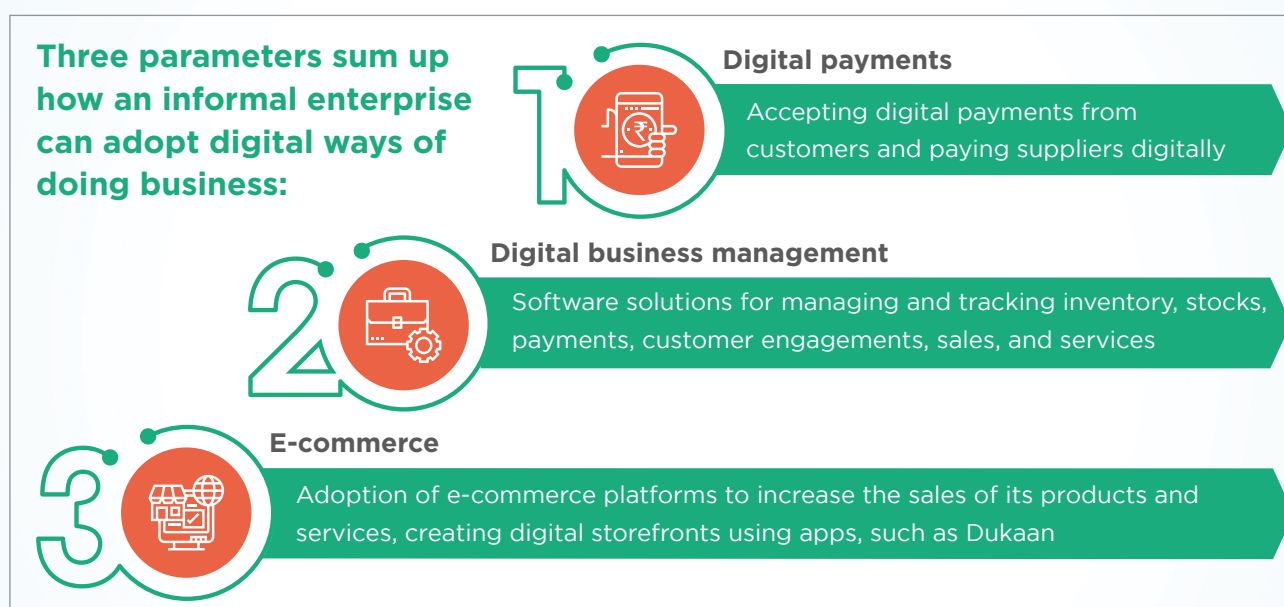 Three parameters sum up
how an informal enterprise
can adopt digital ways of
doing business:
1
Digital payments
₹
Accepting digital payments from
customers and paying suppliers digitally
2
Digital business management
Software solutions for managing and tracking inventory, stocks,
payments, customer engagements, sales, and services
3
E-commerce
Adoption of e-commerce platforms to increase the sales of its products and
services, creating digital storefronts using apps, such as Dukaan